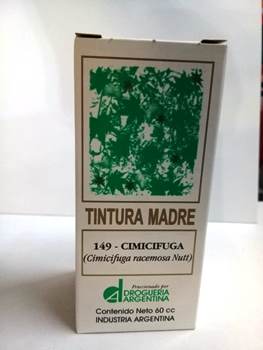 TINTURA MADRE
149 - CIMICIFUGA
(Cimicifuga racemosa Nutt)
Fraccionado por
DROGUERIA
ARGENTINA
Contenido Neto 60 cc
INDUSTRIA ARGENTINA